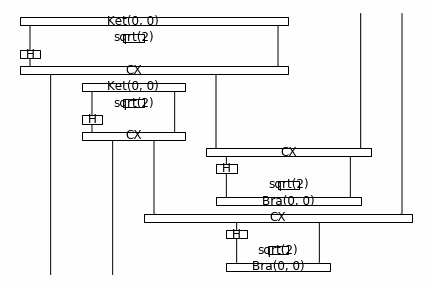 Ket(0, 0)
sqrt(2)
H
CX
Ket(0, 0)
sqrt(2)
H
CX
CX
H
sqrt(2)
Bra(0, 0)
CX
H
sqrt(2)
Bra(0, 0)